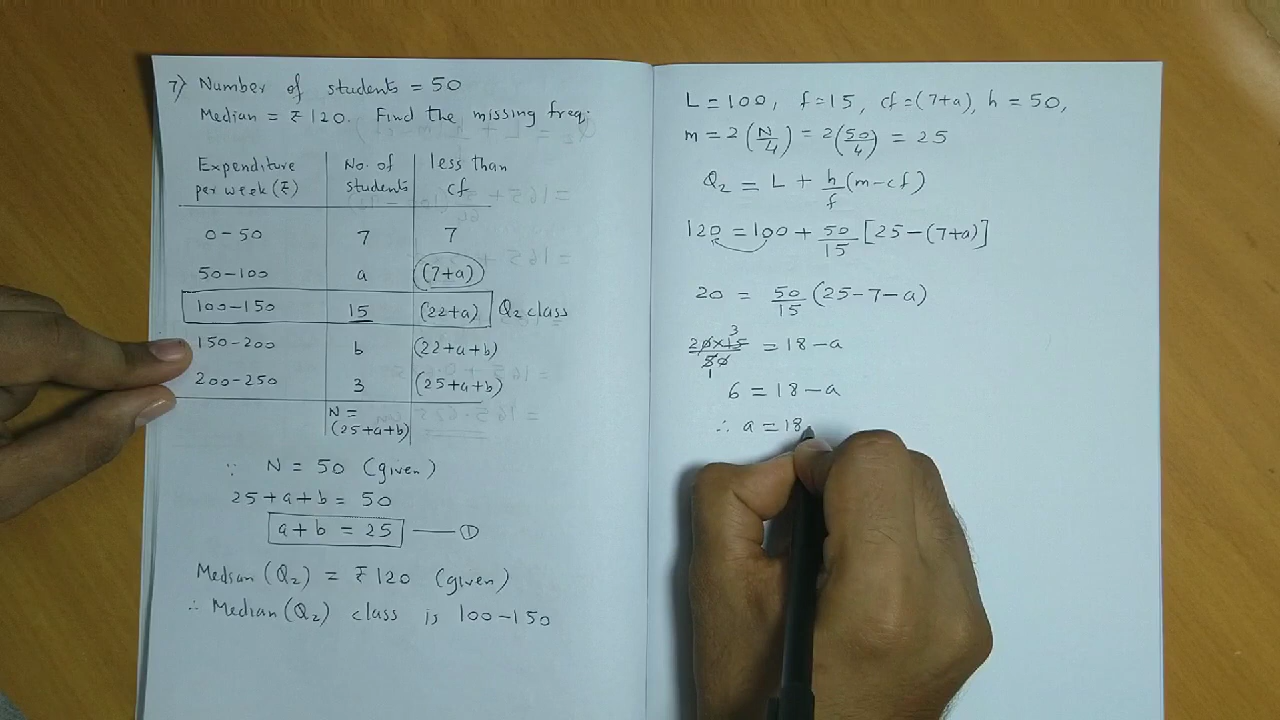 7) Number of students = 50
Median = ₹ 120. Find the missing freq.
Expenditure per week (₹) | No. of students | less than cf
0-50 | 7 | 7
50-100 | a | (7+a)
100-150 | 15 | (22+a) Q₂ class
150-200 | b | (22+a+b)
200-250 | 3 | (25+a+b)
N =
(25+a+b)
∵ N = 50 (given)
25+a+b = 50
a+b = 25 —— ①
Median (Q₂) = ₹ 120 (given)
∴ Median (Q₂) class is 100-150
L=100, f=15, cf=(7+a), h=50,
m = 2(N/4) = 2(50/4) = 25
Q₂ = L + h/f (m-cf)
120 = 100 + 50/15 [25-(7+a)]
20 = 50/15 (25-7-a)
3
20×15/50 = 18-a
1
6 = 18-a
∴ a = 18